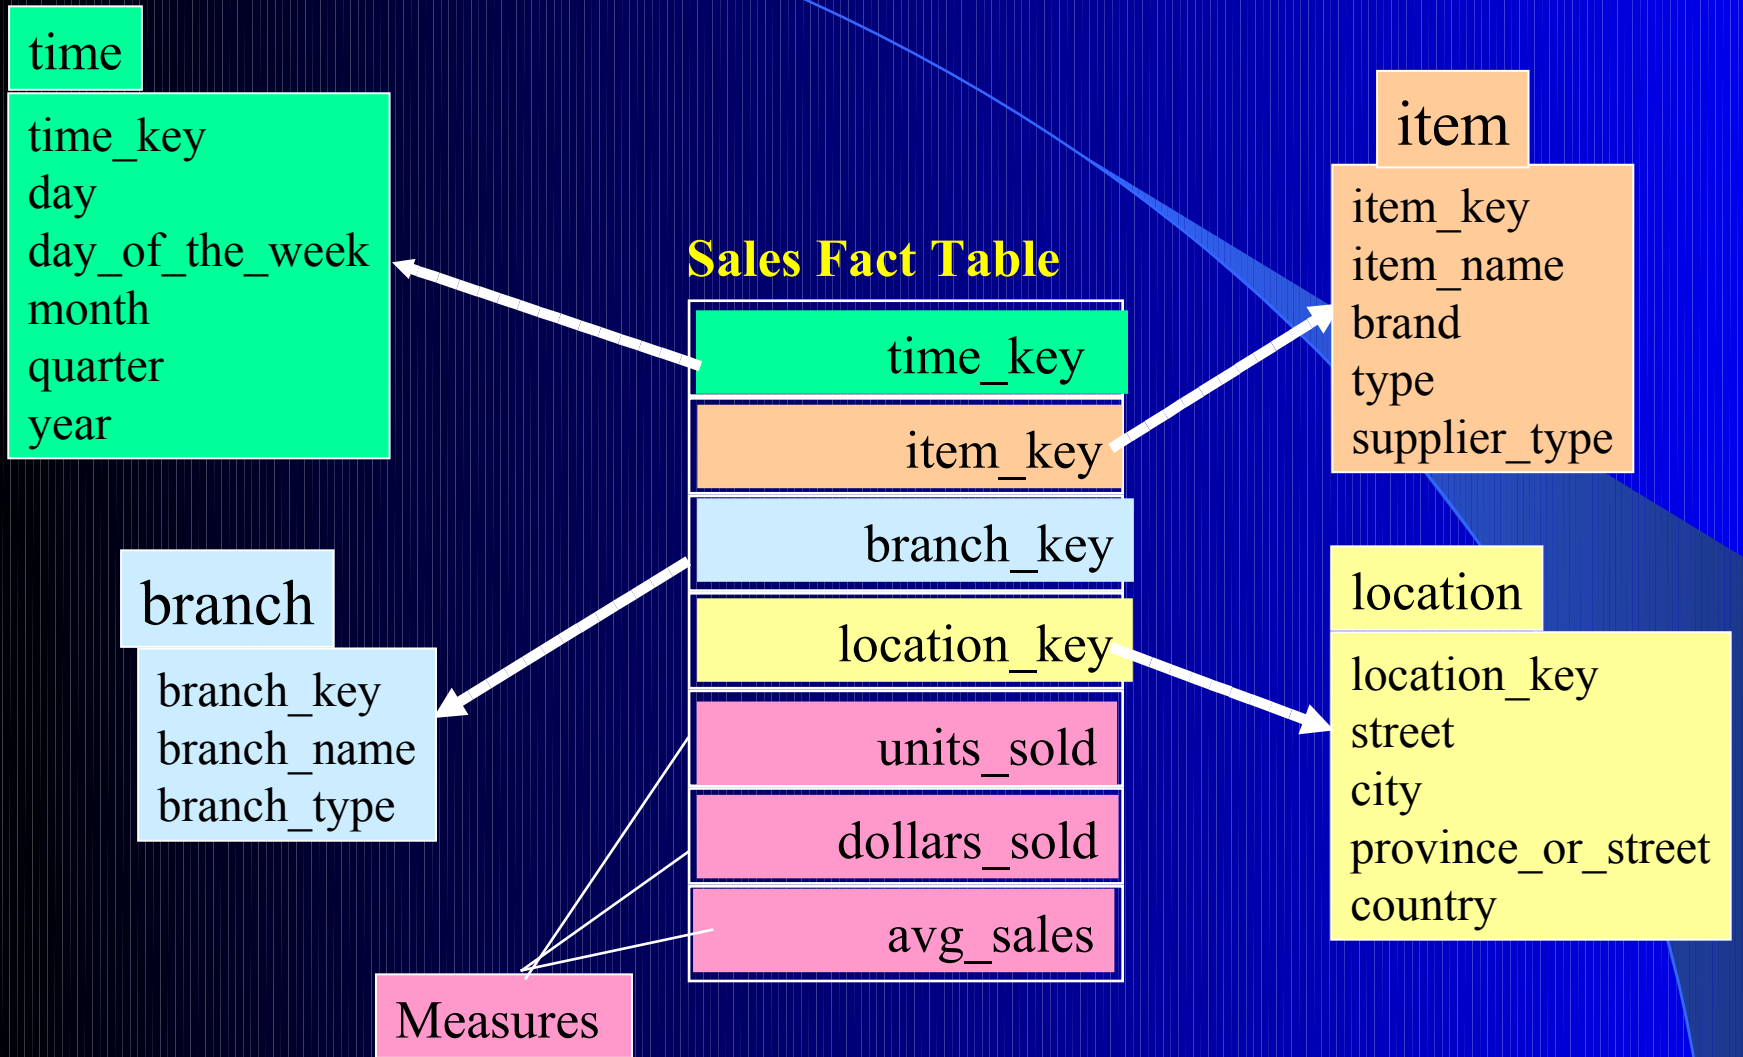 time
time_key
day
day_of_the_week
month
quarter
year
item
item_key
item_name
brand
type
supplier_type
Sales Fact Table
time_key
item_key
branch_key
location_key
units_sold
dollars_sold
avg_sales
branch
branch_key
branch_name
branch_type
location
location_key
street
city
province_or_street
country
Measures